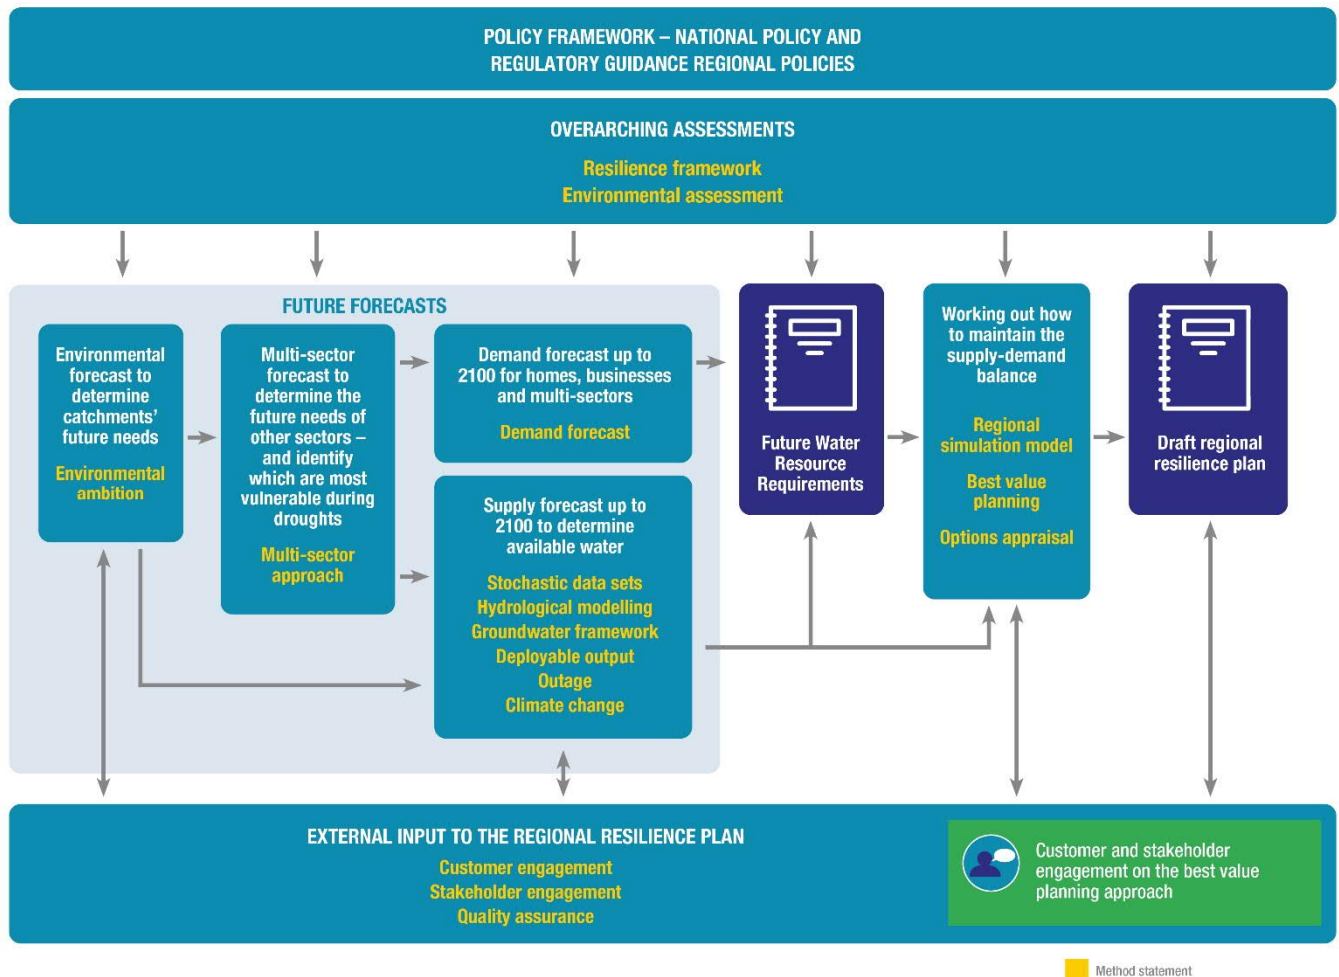 POLICY FRAMEWORK – NATIONAL POLICY AND
REGULATORY GUIDANCE REGIONAL POLICIES
OVERARCHING ASSESSMENTS
Resilience framework
Environmental assessment
FUTURE FORECASTS
Environmental
forecast to
determine
catchments’
future needs
Environmental
ambition
Multi-sector
forecast to
determine the
future needs of
other sectors –
and identify
which are most
vulnerable during
droughts
Multi-sector
approach
Demand forecast up to
2100 for homes, businesses
and multi-sectors
Demand forecast
Supply forecast up to
2100 to determine
available water
Stochastic data sets
Hydrological modelling
Groundwater framework
Deployable output
Outage
Climate change
Future Water
Resource
Requirements
Working out how
to maintain the
supply-demand
balance
Regional
simulation model
Best value
planning
Options appraisal
Draft regional
resilience plan
EXTERNAL INPUT TO THE REGIONAL RESILIENCE PLAN
Customer engagement
Stakeholder engagement
Quality assurance
Customer and stakeholder
engagement on the best value
planning approach
Method statement